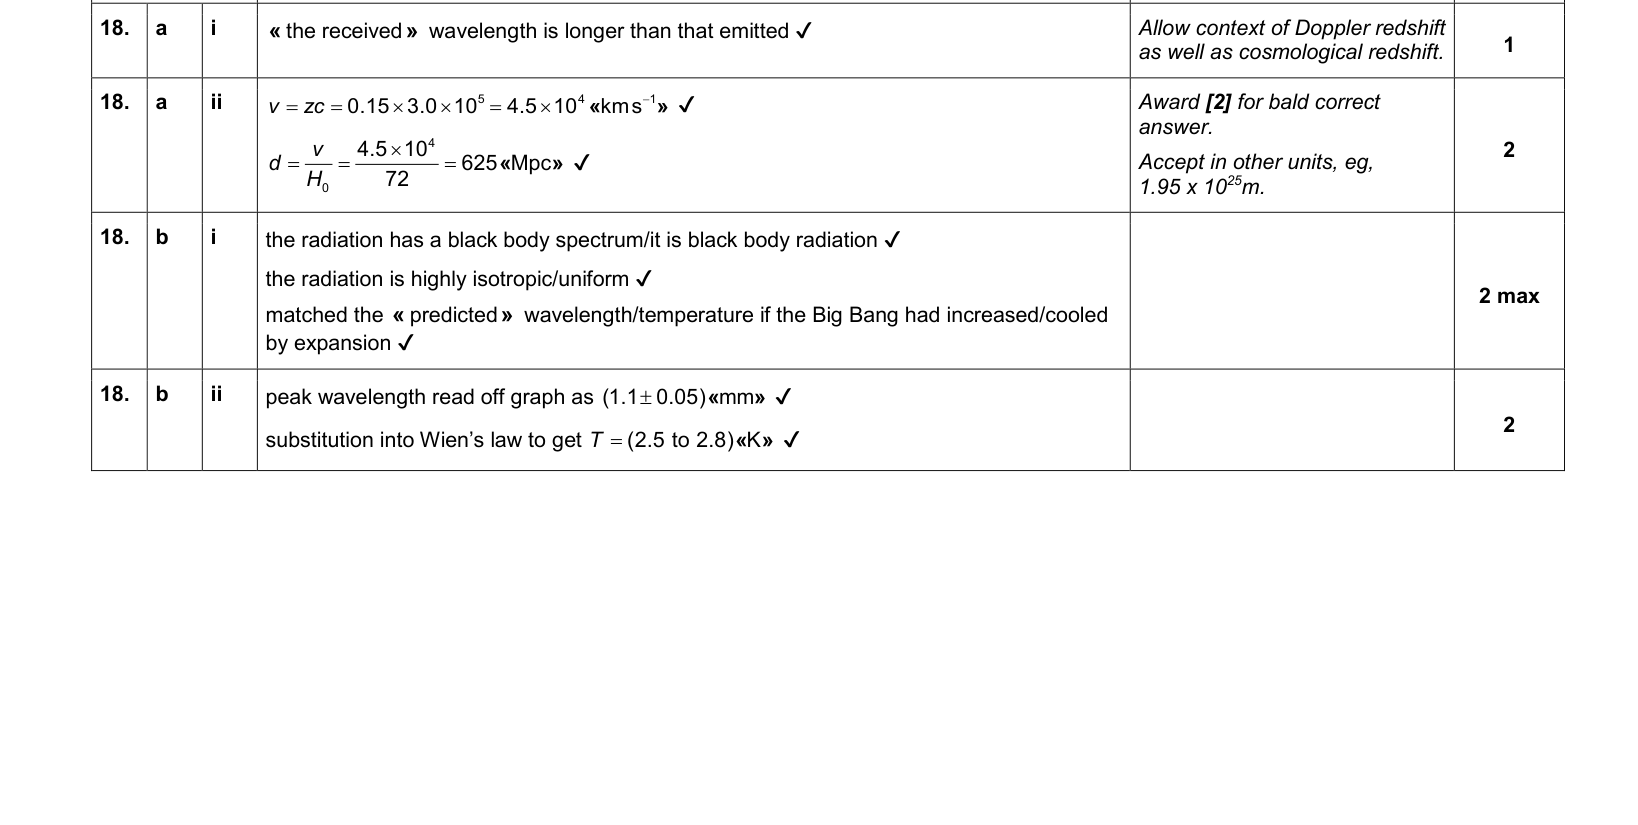 18. a i « the received » wavelength is longer than that emitted ✓ Allow context of Doppler redshift as well as cosmological redshift. 1
18. a ii v = zc = 0.15 × 3.0 × 10⁵ = 4.5 × 10⁴ «km s⁻¹» ✓
d = v/H₀ = 4.5 × 10⁴/72 = 625 «Mpc» ✓
Award [2] for bald correct
answer.
Accept in other units, eg,
1.95 x 10²⁵m.
2
18. b i the radiation has a black body spectrum/it is black body radiation ✓
the radiation is highly isotropic/uniform ✓
matched the « predicted » wavelength/temperature if the Big Bang had increased/cooled
by expansion ✓
2 max
18. b ii peak wavelength read off graph as (1.1 ± 0.05) «mm» ✓
substitution into Wien's law to get T = (2.5 to 2.8) «K» ✓
2